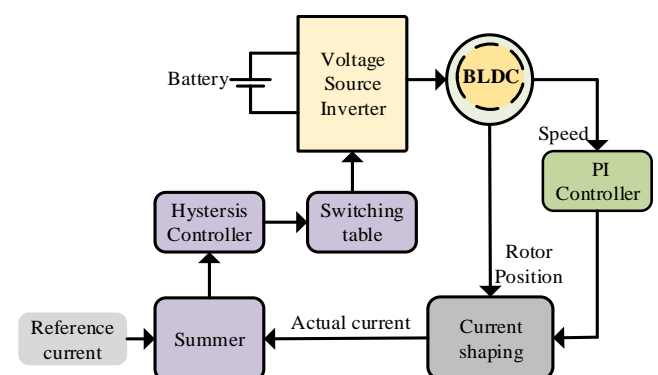 Battery
Voltage
Source
Inverter
BLDC
Speed
PI
Controller
Hystersis
Controller
Switching
table
Rotor
Position
Reference
current
Summer
Actual current
Current
shaping